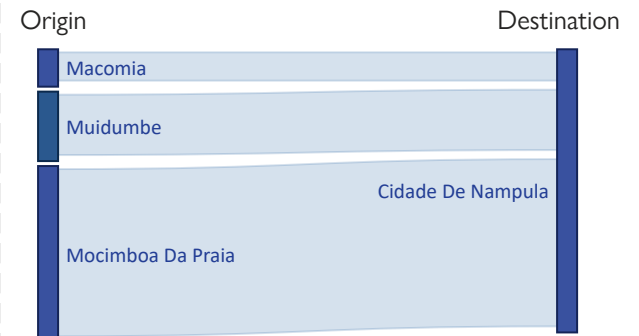 Origin
Destination
Macomia
Muidumbe
Cidade De Nampula
Mocimboa Da Praia